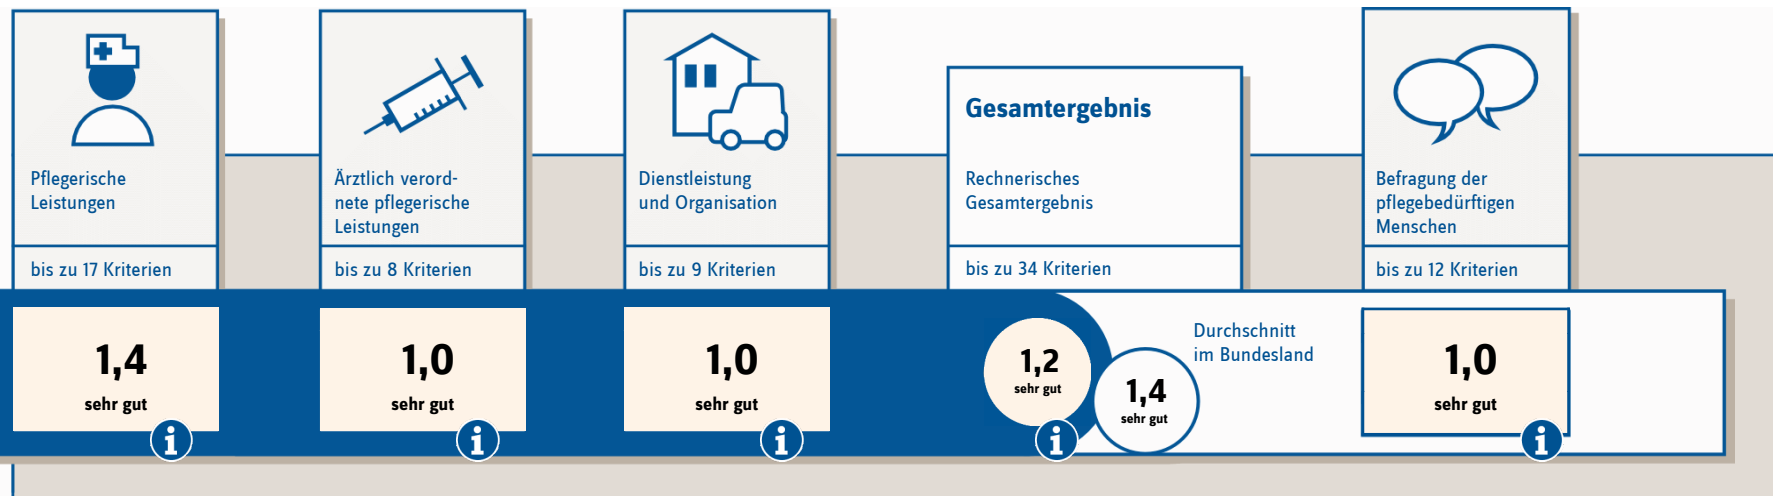 Pflegerische
Leistungen
bis zu 17 Kriterien
1,4
sehr gut
i
Ärztlich verord-
nete pflegerische
Leistungen
bis zu 8 Kriterien
1,0
sehr gut
i
Dienstleistung
und Organisation
bis zu 9 Kriterien
1,0
sehr gut
i
Gesamtergebnis
Rechnerisches
Gesamtergebnis
bis zu 34 Kriterien
1,2
sehr gut
i
1,4
sehr gut
Durchschnitt
im Bundesland
Befragung der
pflegebedürftigen
Menschen
bis zu 12 Kriterien
1,0
sehr gut
i